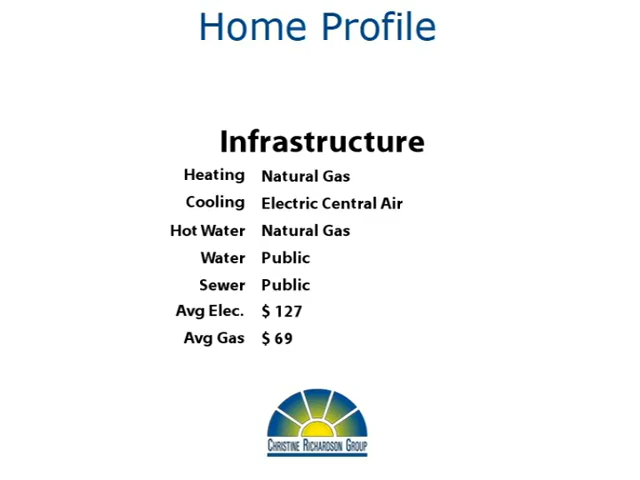 Home Profile
Infrastructure
Heating Natural Gas
Cooling Electric Central Air
Hot Water Natural Gas
Water Public
Sewer Public
Avg Elec. $ 127
Avg Gas $ 69
CHRISTINE RICHARDSON GROUP